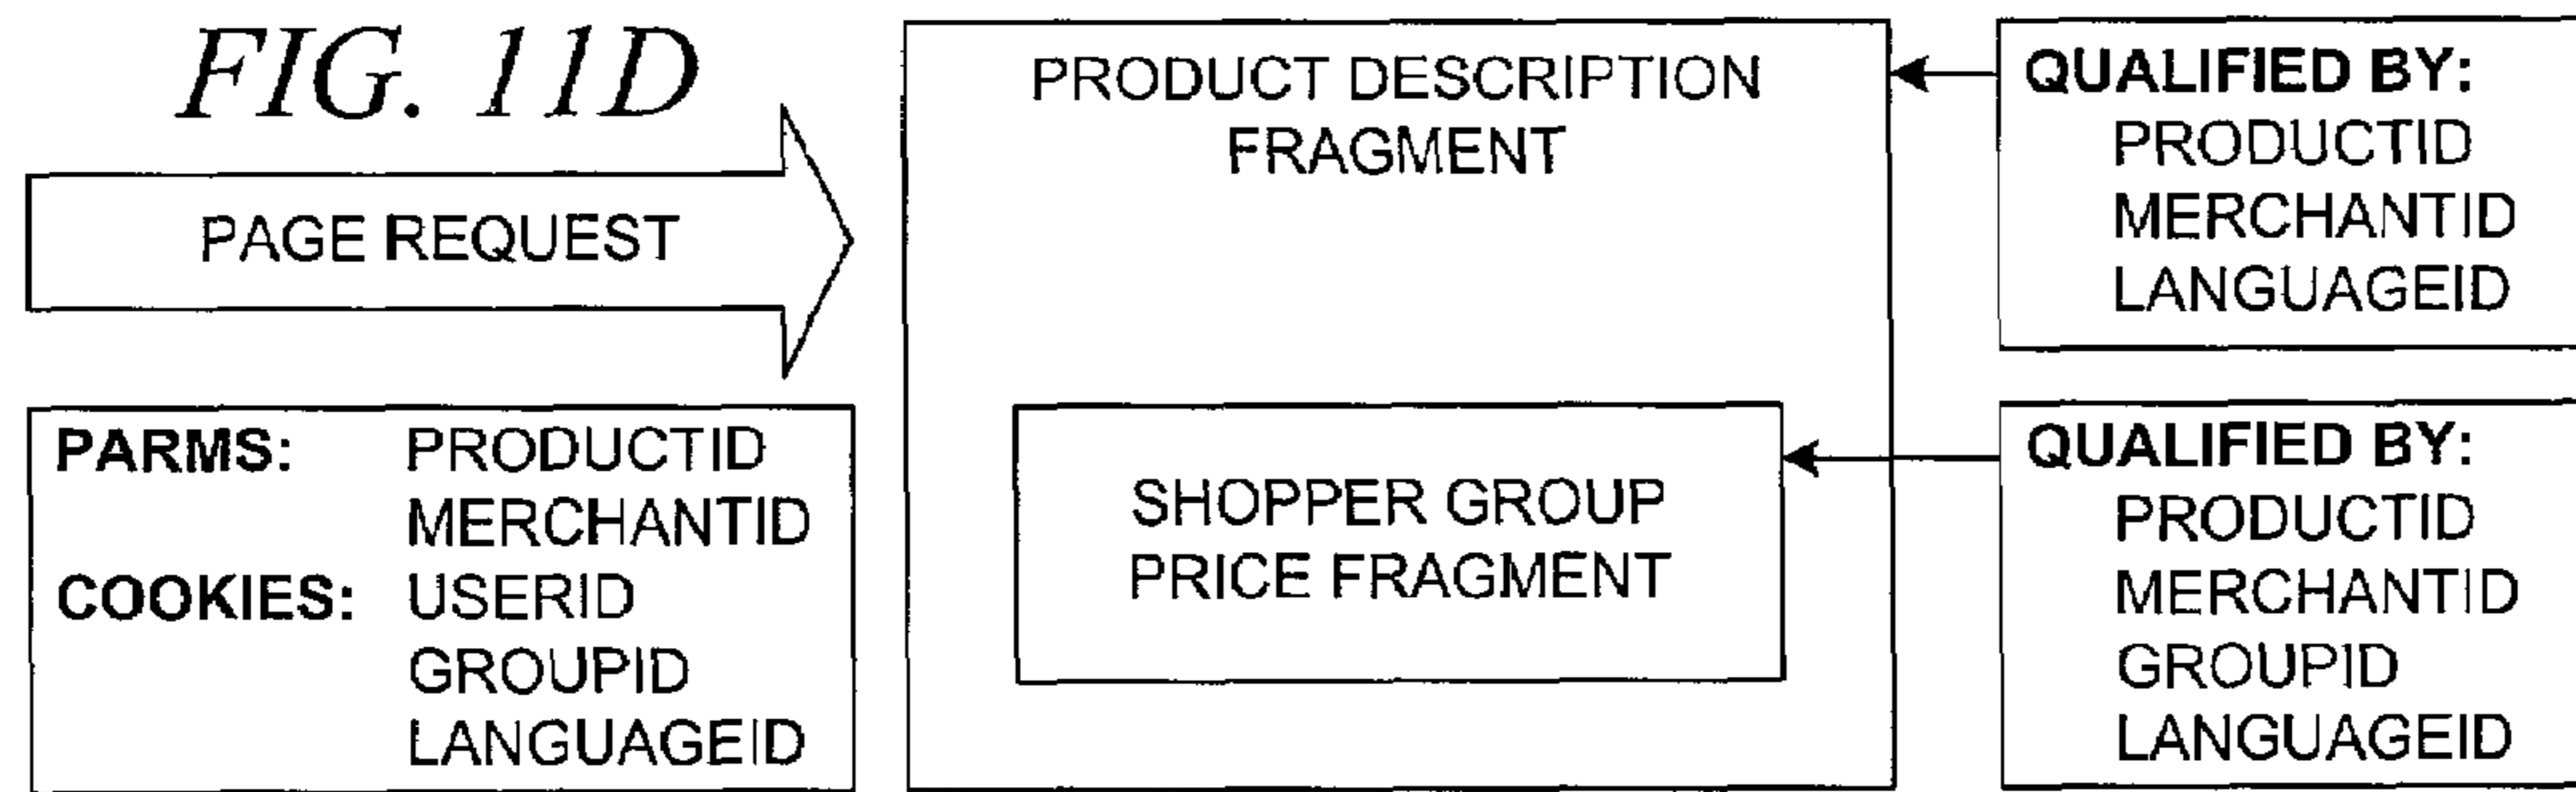 FIG. 11D
PAGE REQUEST
PARMS: PRODUCTID
MERCHANTID
COOKIES: USERID
GROUPID
LANGUAGEID
PRODUCT DESCRIPTION
FRAGMENT
SHOPPER GROUP
PRICE FRAGMENT
QUALIFIED BY:
PRODUCTID
MERCHANTID
LANGUAGEID
QUALIFIED BY:
PRODUCTID
MERCHANTID
GROUPID
LANGUAGEID